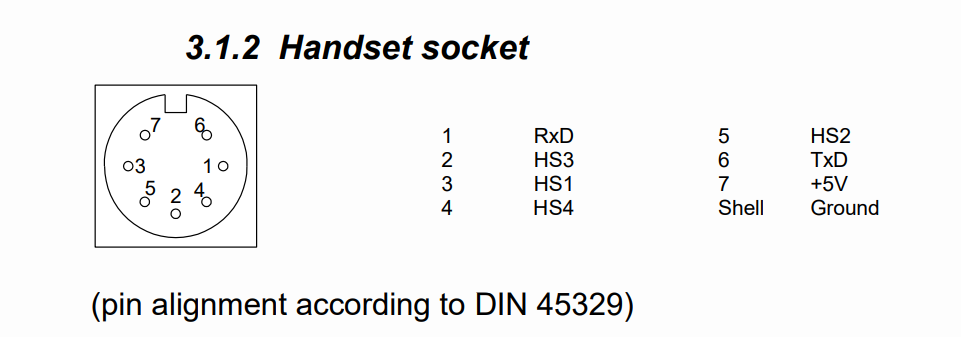 3.1.2 Handset socket
7 6
3 1
5 2 4
1 RxD 5 HS2
2 HS3 6 TxD
3 HS1 7 +5V
4 HS4 Shell Ground
(pin alignment according to DIN 45329)